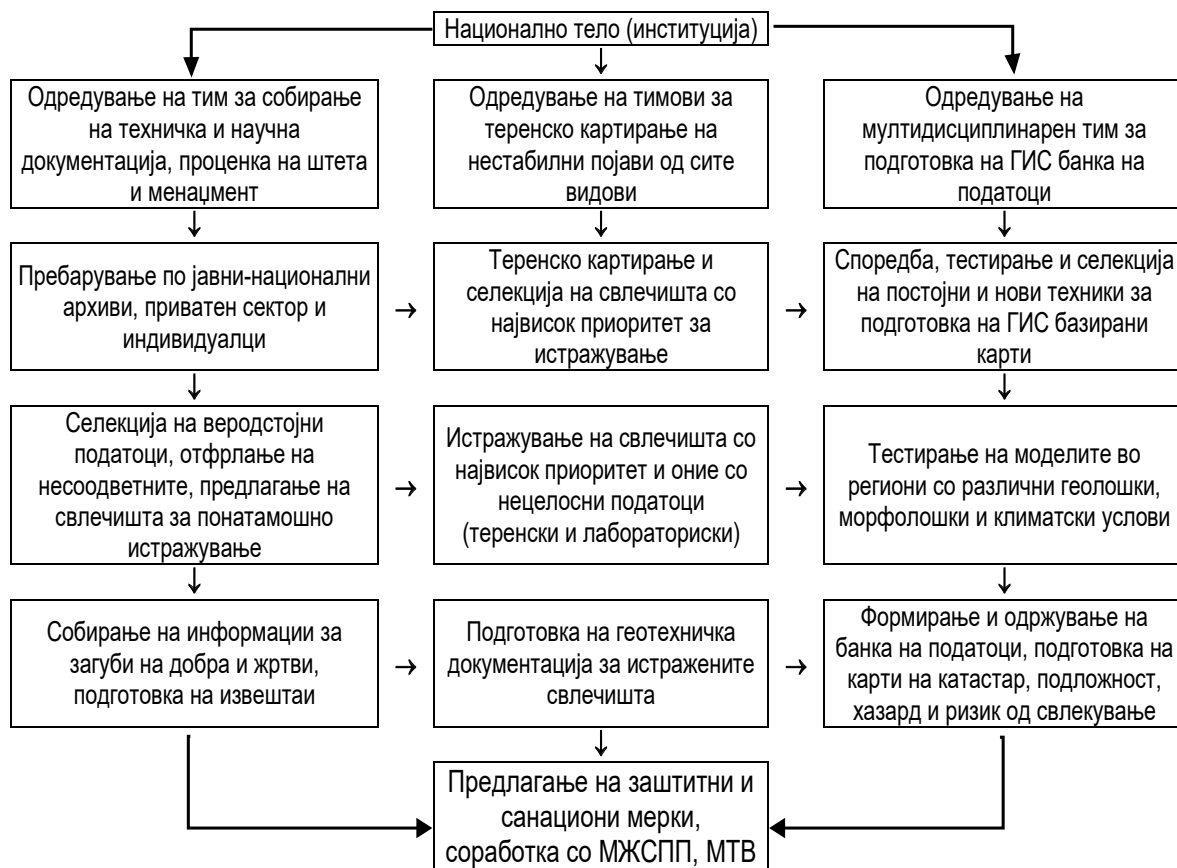 Национално тело (институција)
Одредување на тим за собирање
на техничка и научна
документација, проценка на штета
и менаџмент
Одредување на тимови за
теренско картирање на
нестабилни појави од сите
видови
Одредување на
мултидисциплинарен тим за
подготовка на ГИС банка на
податоци
Пребарување по јавни-национални
архиви, приватен сектор и
индивидуалци
Теренско картирање и
селекција на свлечишта со
највисок приоритет за
истражување
Споредба, тестирање и селекција
на постојни и нови техники за
подготовка на ГИС базирани
карти
Селекција на веродстојни
податоци, отфрлање на
несоодветните, предлагање на
свлечишта за понатамошно
истражување
Истражување на свлечишта со
највисок приоритет и оние со
нецелосни податоци
(теренски и лабораториски)
Тестирање на моделите во
региони со различни геолошки,
морфолошки и климатски услови
Собирање на информации за
загуби на добра и жртви,
подготовка на извештаи
Подготовка на геотехничка
документација за истражените
свлечишта
Формирање и одржување на
банка на податоци, подготовка на
карти на катастар, подложност,
хазард и ризик од свлекување
Предлагање на заштитни и
санациони мерки,
соработка со МЖСПП, МТВ